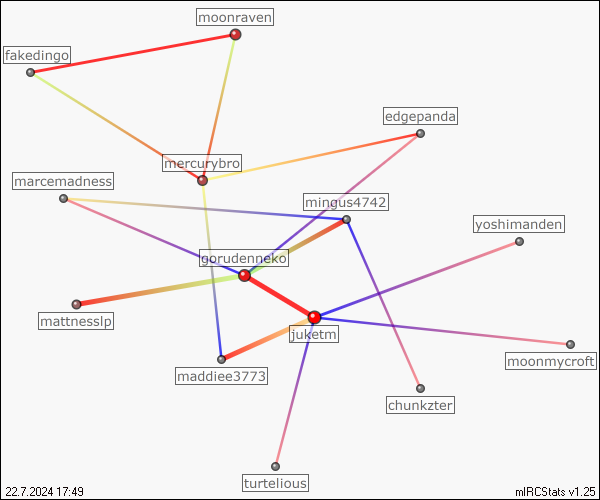 moonraven
fakedingo
edgepanda
mercurybro
marcemadness
mingus4742
yoshimanden
gorudenneko
mattnesslp
juketm
moonmycroft
maddiee3773
chunkzter
turtelious
22.7.2024 17:49
mIRCStats v1.25